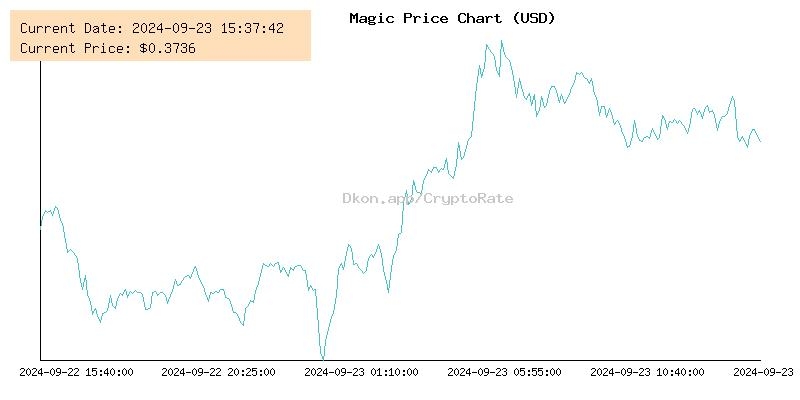 Magic Price Chart (USD)
Current Date: 2024-09-23 15:37:42
Current Price: $0.3736
Dkon.app/CryptoRate
2024-09-22 15:40:00
2024-09-22 20:25:00
2024-09-23 01:10:00
2024-09-23 05:55:00
2024-09-23 10:40:00
2024-09-23